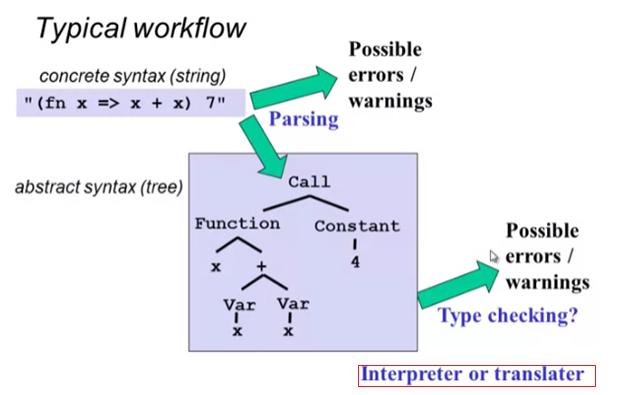 Typical workflow
concrete syntax (string)
"(fn x => x + x) 7"
Possible
errors /
warnings
Parsing
abstract syntax (tree)
Call
Function Constant
x + 4
Var Var
x x
Possible
errors /
warnings
Type checking?
Interpreter or translater